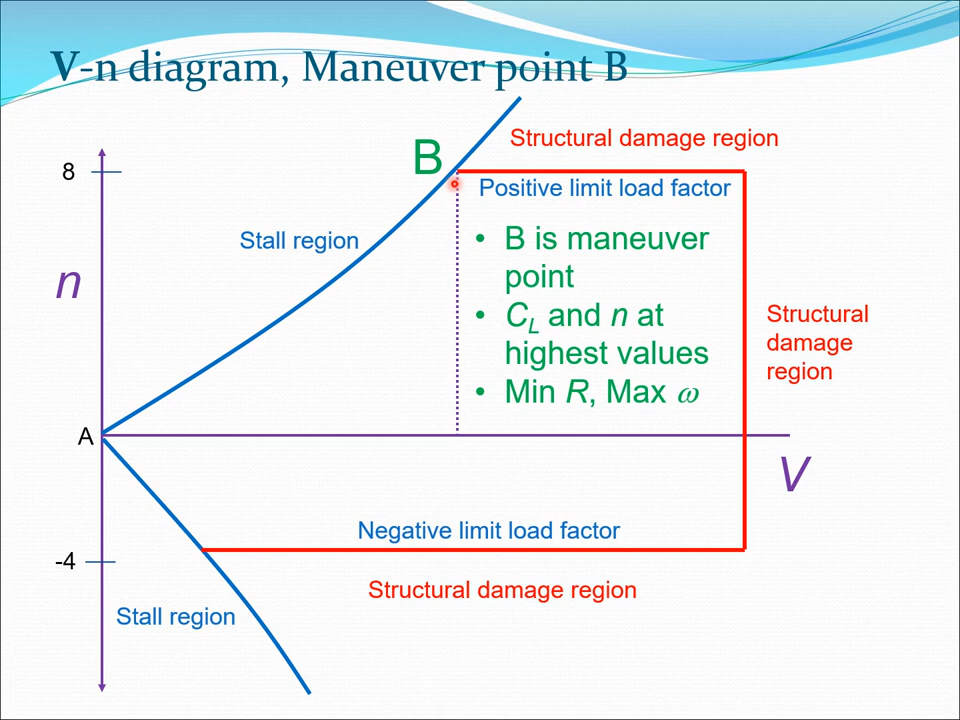 V-n diagram, Maneuver point B
Structural damage region
B
8
Positive limit load factor
Stall region
n
• B is maneuver
point
• CL and n at
highest values
• Min R, Max ω
Structural
damage
region
A
V
Negative limit load factor
-4
Structural damage region
Stall region